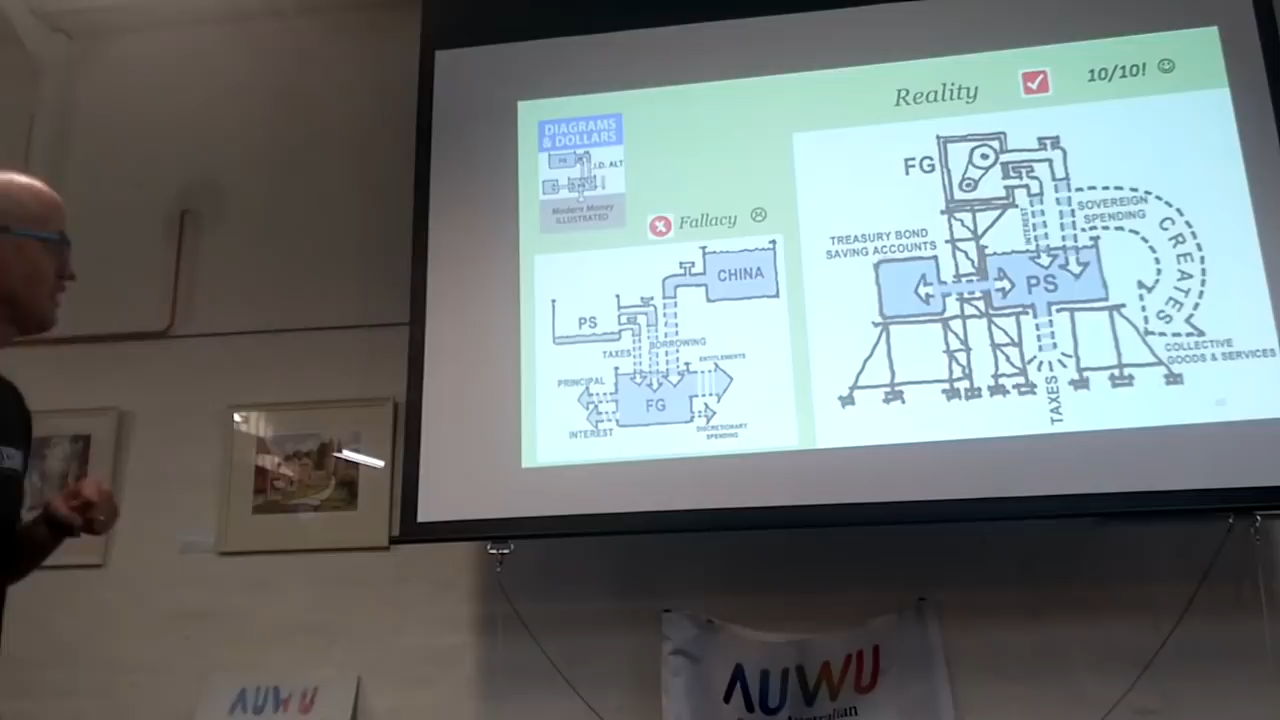 Reality
10/10!
DIAGRAMS
& DOLLARS
J.D. ALT
Modern Money
ILLUSTRATED
Fallacy
CHINA
PS
TAXES
BORROWING
ENTITLEMENTS
PRINCIPAL
FG
INTEREST
DISCRETIONARY
SPENDING
FG
TREASURY BOND
SAVING ACCOUNTS
INTEREST
SOVEREIGN
SPENDING
CREATES
PS
COLLECTIVE
GOODS & SERVICES
TAXES
AUWU
AUWU
Australian